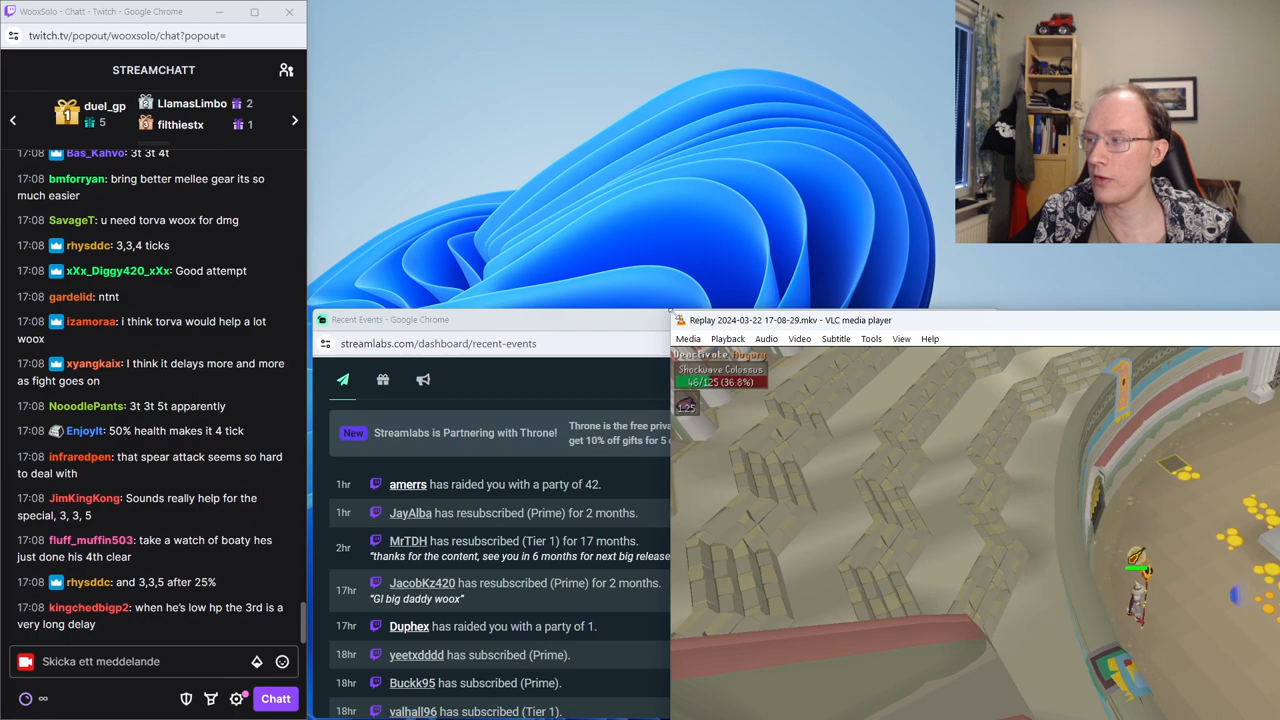 WooxSolo - Chatt - Twitch - Google Chrome
twitch.tv/popout/wooxsolo/chat?popout=
STREAMCHATT
1 duel_gp 5
2 LlamasLimbo 2
3 filthiestx 1
17:08 Bas_Kahvo: 3t 3t 4t
17:08 bmforryan: bring better mellee gear its so
much easier
17:08 SavageT: u need torva woox for dmg
17:08 rhysddc: 3,3,4 ticks
17:08 xXx_Diggy420_xXx: Good attempt
17:08 gardelid: ntnt
17:08 izamoraa: i think torva would help a lot
woox
17:08 xyangkaix: I think it delays more and more
as fight goes on
17:08 NooodlePants: 3t 3t 5t apparently
17:08 EnjoyIt: 50% health makes it 4 tick
17:08 infraredpen: that spear attack seems so hard
to deal with
17:08 JimKingKong: Sounds really help for the
special, 3, 3, 5
17:08 fluff_muffin503: take a watch of boaty hes
just done his 4th clear
17:08 rhysddc: and 3,3,5 after 25%
17:08 kingchedbigp2: when he's low hp the 3rd is a
very long delay
Skicka ett meddelande
∞
Chatt
Recent Events - Google Chrome
streamlabs.com/dashboard/recent-events
New Streamlabs is Partnering with Throne!
Throne is the free priva
get 10% off gifts for 5
1hr amerrs has raided you with a party of 42.
1hr JayAlba has resubscribed (Prime) for 2 months.
2hr MrTDH has resubscribed (Tier 1) for 17 months.
"thanks for the content, see you in 6 months for next big release
17hr JacobKz420 has resubscribed (Prime) for 2 months.
"GI big daddy woox"
17hr Duphex has raided you with a party of 1.
18hr yeetxdddd has subscribed (Prime).
18hr Buckk95 has subscribed (Prime).
18hr valhall96 has subscribed (Tier 1).
Replay 2024-03-22 17-08-29.mkv - VLC media player
Media Playback Audio Video Subtitle Tools View Help
Deactivate Augury
Shockwave Colossus
46/125 (36.8%)
1:25